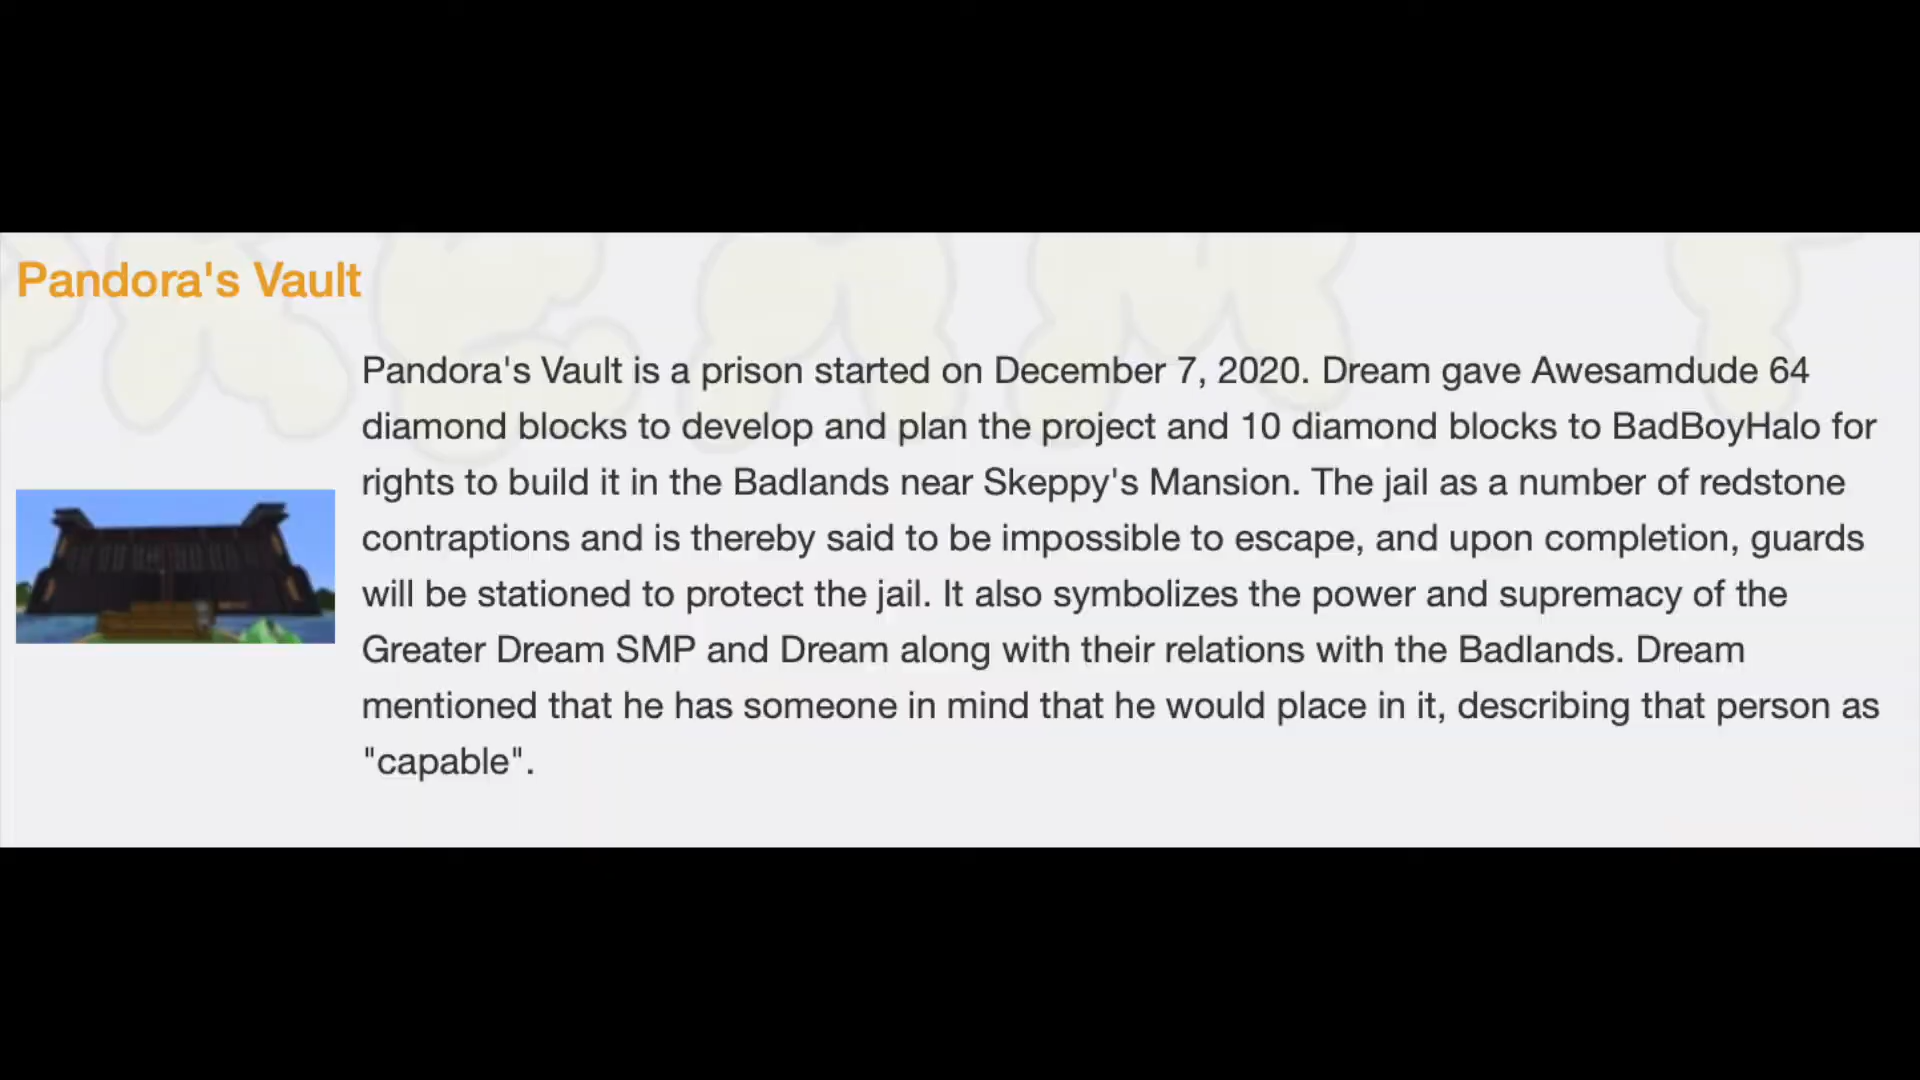 Pandora's Vault
Pandora's Vault is a prison started on December 7, 2020. Dream gave Awesamdude 64
diamond blocks to develop and plan the project and 10 diamond blocks to BadBoyHalo for
rights to build it in the Badlands near Skeppy's Mansion. The jail as a number of redstone
contraptions and is thereby said to be impossible to escape, and upon completion, guards
will be stationed to protect the jail. It also symbolizes the power and supremacy of the
Greater Dream SMP and Dream along with their relations with the Badlands. Dream
mentioned that he has someone in mind that he would place in it, describing that person as
"capable".